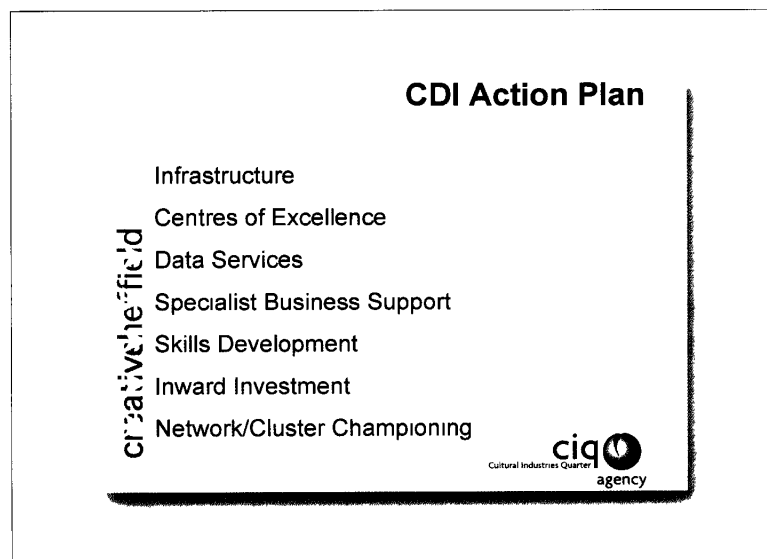 CDI Action Plan
Infrastructure
Centres of Excellence
Data Services
Specialist Business Support
Skills Development
Inward Investment
Network/Cluster Championing
ciq
Cultural Industries Quarter
agency